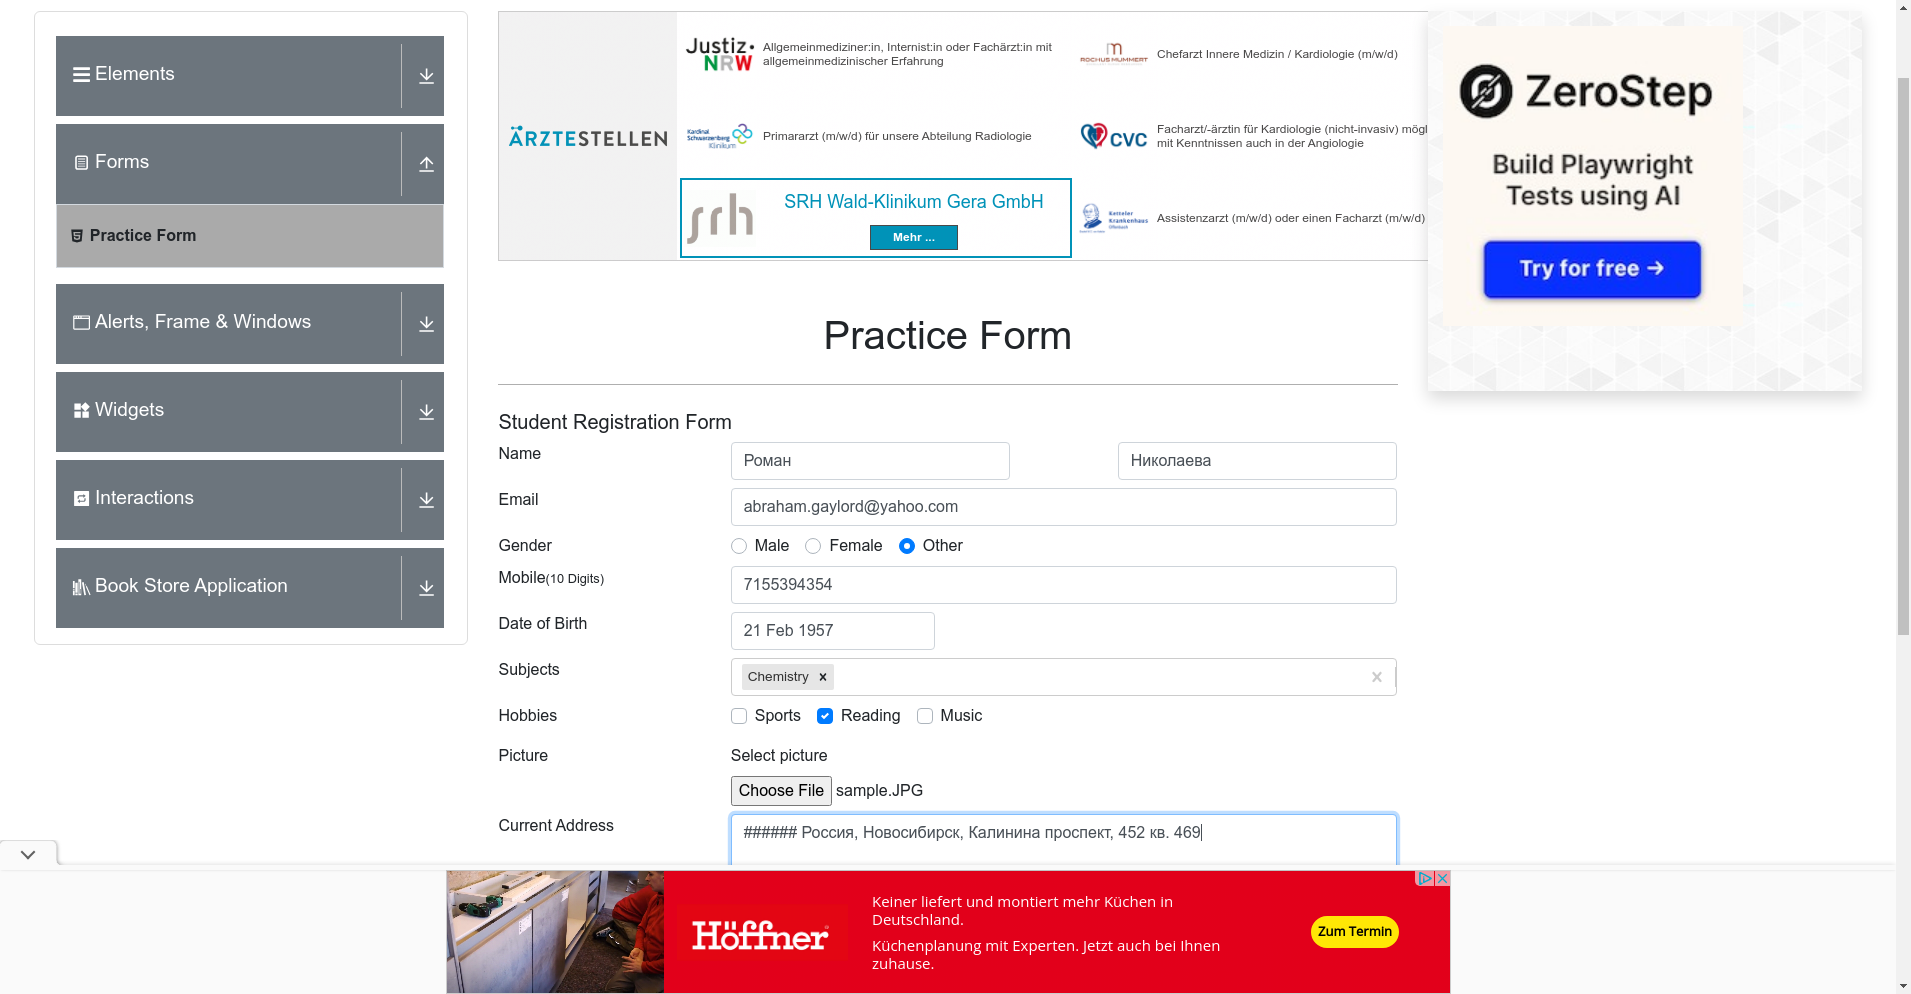 Elements
Forms
Practice Form
Alerts, Frame & Windows
Widgets
Interactions
Book Store Application
ÄRZTESTELLEN
Justiz
NRW
Allgemeinmediziner:in, Internist:in oder Fachärzt:in mit
allgemeinmedizinischer Erfahrung
ROCHUS MUMMERT
Chefarzt Innere Medizin / Kardiologie (m/w/d)
Kardinal
Schwarzenberg
Klinikum
Primararzt (m/w/d) für unsere Abteilung Radiologie
CVC
Facharzt/-ärztin für Kardiologie (nicht-invasiv) mögl
mit Kenntnissen auch in der Angiologie
srh
SRH Wald-Klinikum Gera GmbH
Mehr ...
Ketteler
Krankenhaus
Offenbach
Assistenzarzt (m/w/d) oder einen Facharzt (m/w/d)
ZeroStep
Build Playwright
Tests using AI
Try for free →
Practice Form
Student Registration Form
Name
Роман
Николаева
Email
abraham.gaylord@yahoo.com
Gender
Male
Female
Other
Mobile(10 Digits)
7155394354
Date of Birth
21 Feb 1957
Subjects
Chemistry
Hobbies
Sports
Reading
Music
Picture
Select picture
Choose File
sample.JPG
Current Address
###### Россия, Новосибирск, Калинина проспект, 452 кв. 469
Höffner
Keiner liefert und montiert mehr Küchen in
Deutschland.
Küchenplanung mit Experten. Jetzt auch bei Ihnen
zuhause.
Zum Termin